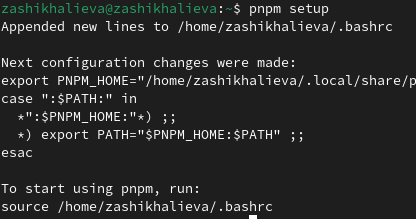 zashikhalieva@zashikhalieva:~$ pnpm setup
Appended new lines to /home/zashikhalieva/.bashrc
Next configuration changes were made:
export PNPM_HOME="/home/zashikhalieva/.local/share/p
case ":$PATH:" in
*":$PNPM_HOME:"*) ;;
*) export PATH="$PNPM_HOME:$PATH" ;;
esac
To start using pnpm, run:
source /home/zashikhalieva/.bashrc